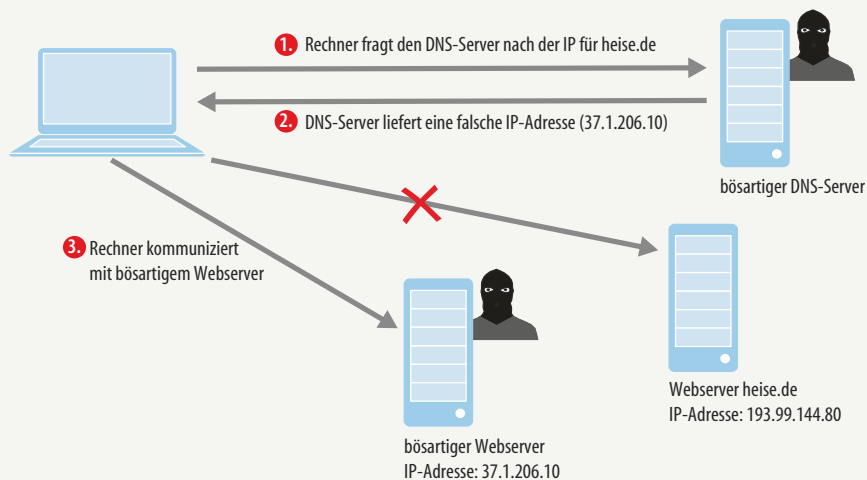 1. Rechner fragt den DNS-Server nach der IP für heise.de
2. DNS-Server liefert eine falsche IP-Adresse (37.1.206.10)
bösartiger DNS-Server
3. Rechner kommuniziert
mit bösartigem Webserver
Webserver heise.de
IP-Adresse: 193.99.144.80
bösartiger Webserver
IP-Adresse: 37.1.206.10